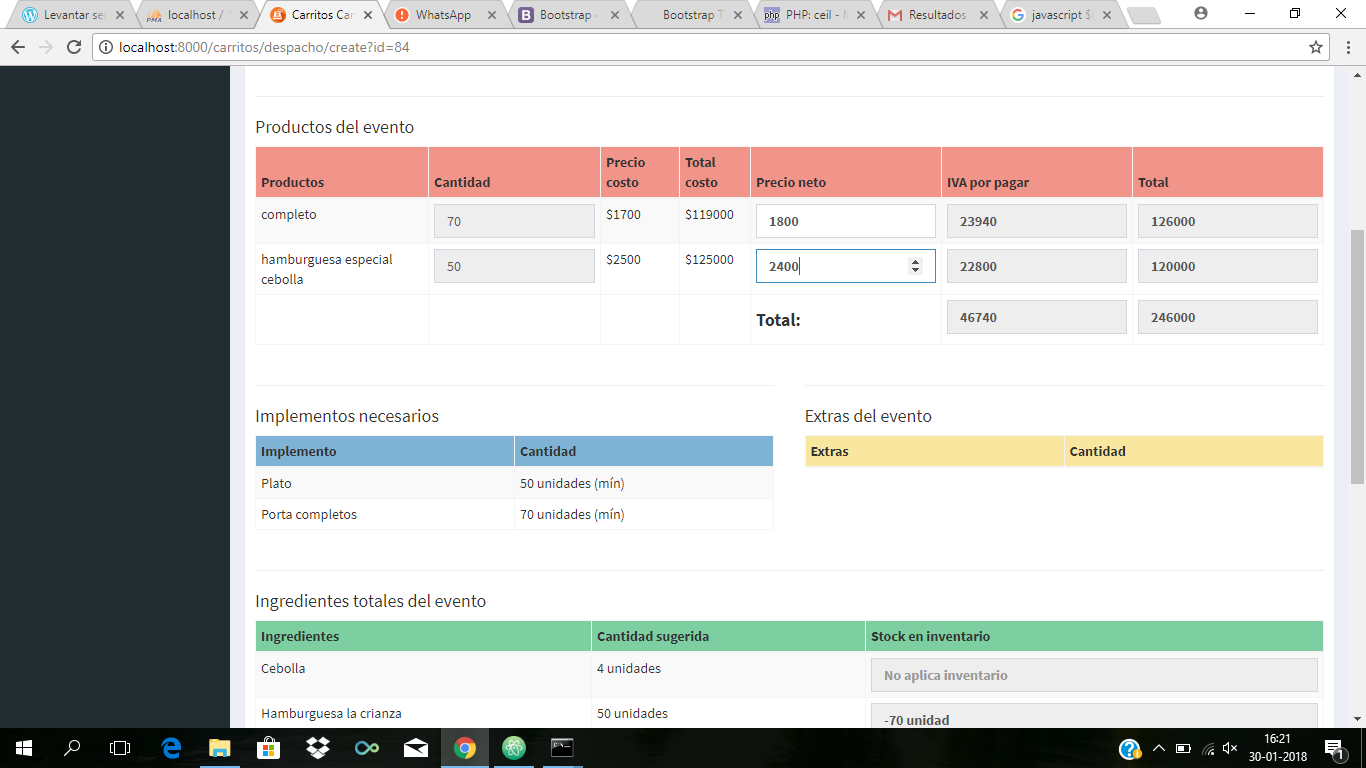 Levantar se
localhost /
Carritos Car
WhatsApp
Bootstrap
Bootstrap T
php PHP: ceil -
Resultados
javascript $
localhost:8000/carritos/despacho/create?id=84
Productos del evento
Productos Cantidad Precio costo Total costo Precio neto IVA por pagar Total
completo 70 $1700 $119000 1800 23940 126000
hamburguesa especial cebolla 50 $2500 $125000 2400 22800 120000
Total: 46740 246000
Implementos necesarios
Implemento Cantidad
Plato 50 unidades (mín)
Porta completos 70 unidades (mín)
Extras del evento
Extras Cantidad
Ingredientes totales del evento
Ingredientes Cantidad sugerida Stock en inventario
Cebolla 4 unidades No aplica inventario
Hamburguesa la crianza 50 unidades -70 unidad
16:21
30-01-2018